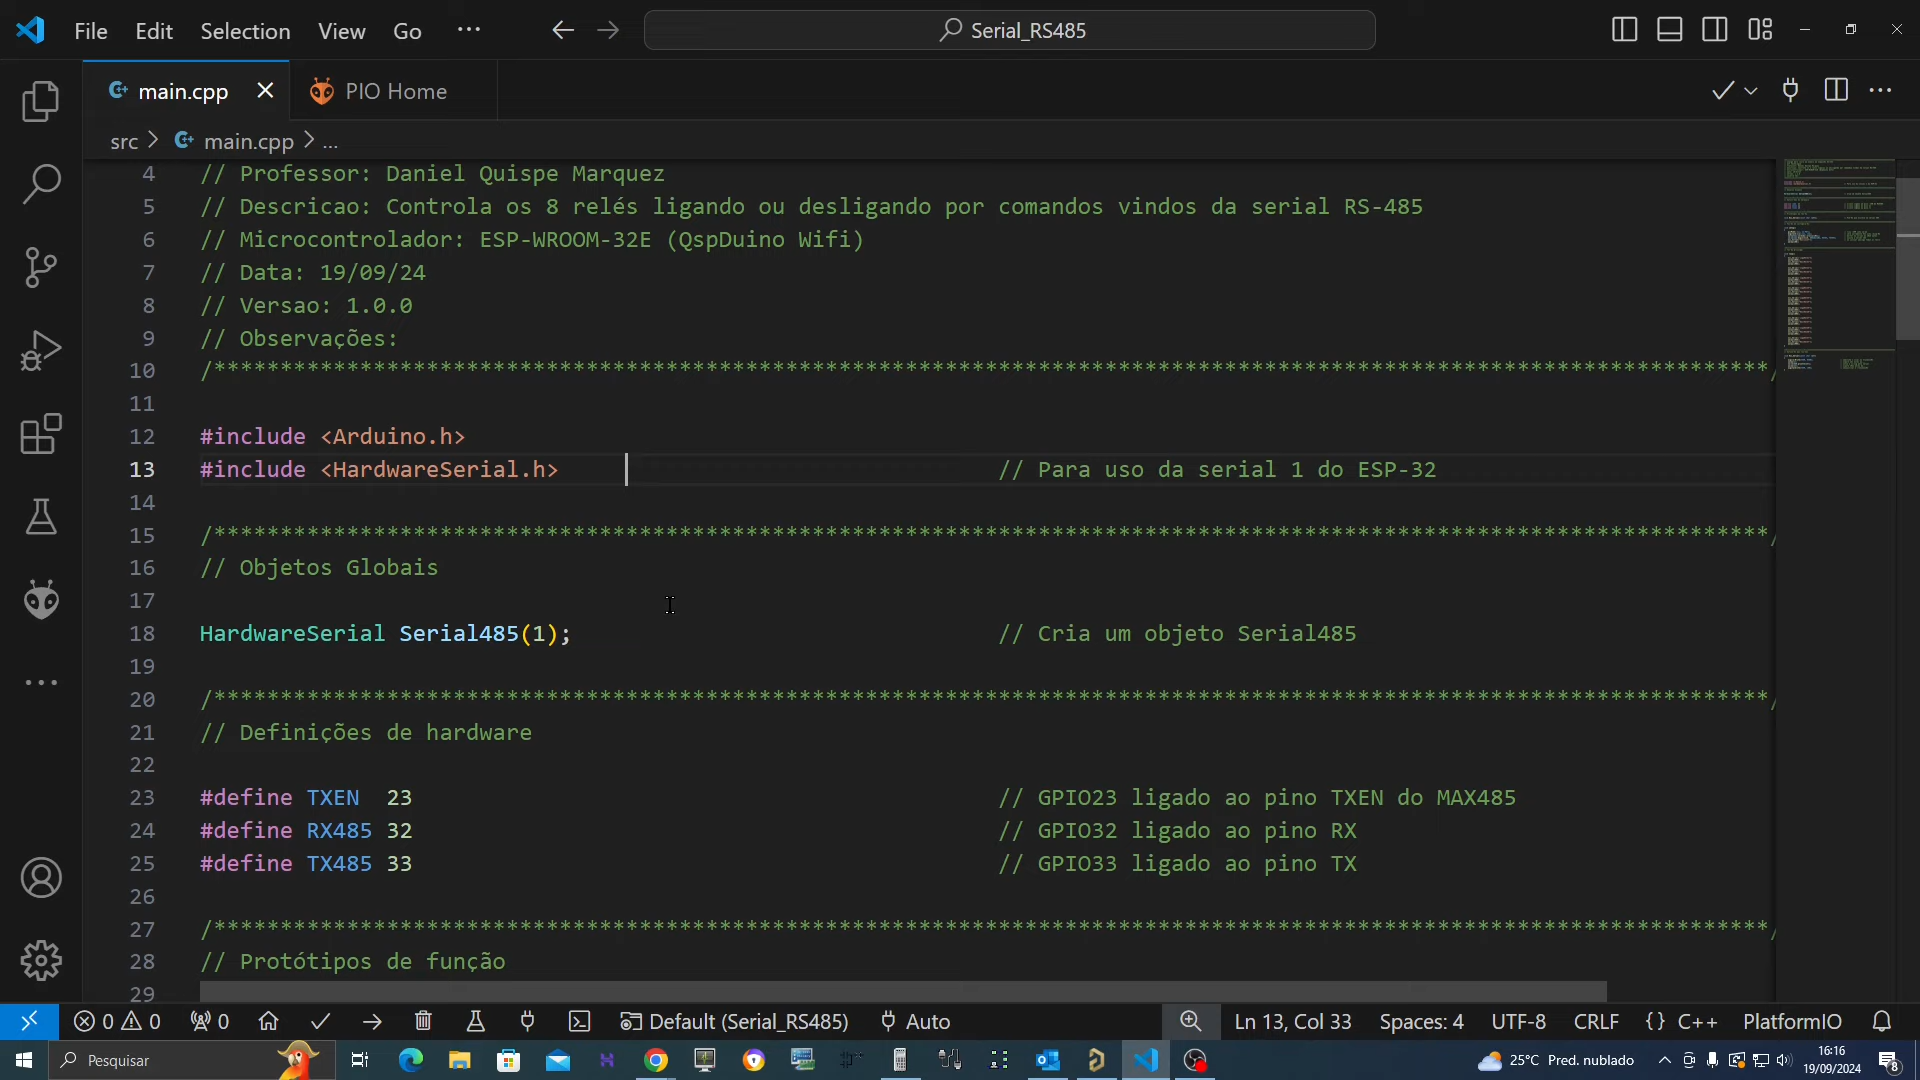 File Edit Selection View Go ... Serial_RS485
main.cpp PIO Home
src > main.cpp > ...
4 // Professor: Daniel Quispe Marquez
5 // Descricao: Controla os 8 relés ligando ou desligando por comandos vindos da serial RS-485
6 // Microcontrolador: ESP-WROOM-32E (QspDuino Wifi)
7 // Data: 19/09/24
8 // Versao: 1.0.0
9 // Observações:
10
11
12 #include <Arduino.h>
13 #include <HardwareSerial.h> // Para uso da serial 1 do ESP-32
14
15
16 // Objetos Globais
17
18 HardwareSerial Serial485(1); // Cria um objeto Serial485
19
20
21 // Definições de hardware
22
23 #define TXEN 23 // GPIO23 ligado ao pino TXEN do MAX485
24 #define RX485 32 // GPIO32 ligado ao pino RX
25 #define TX485 33 // GPIO33 ligado ao pino TX
26
27
28 // Protótipos de função
29
0 0 0 Default (Serial_RS485) Auto Ln 13, Col 33 Spaces: 4 UTF-8 CRLF {} C++ PlatformIO
Pesquisar 25°C Pred. nublado 16:16
19/09/2024 8